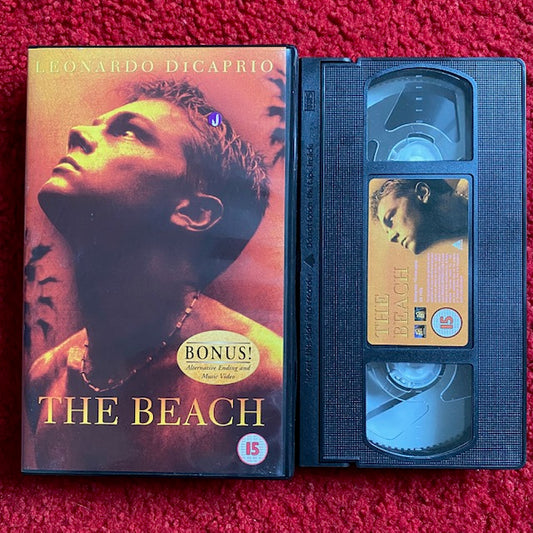 LEONARDO DiCAPRIO
J
BONUS!
Alternative Ending and
Music Video
THE BEACH
15
THE
BEACH
15